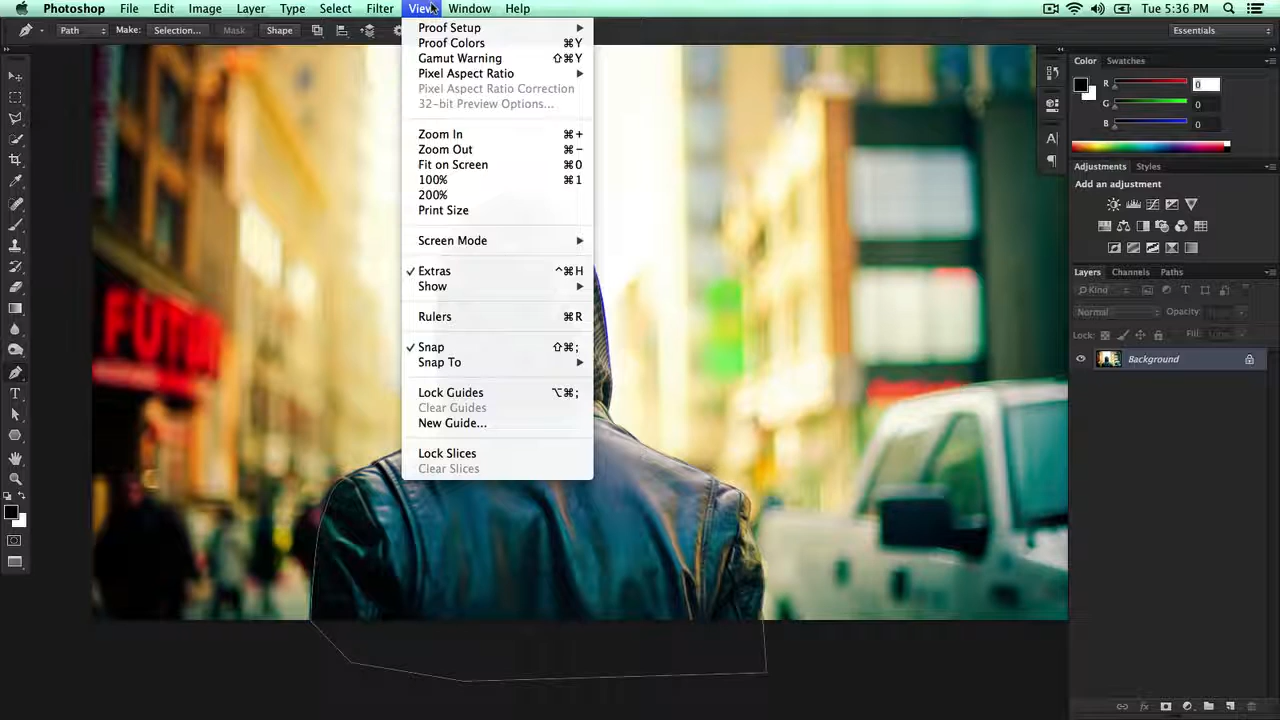 Photoshop File Edit Image Layer Type Select Filter View Window Help Tue 5:36 PM
Path Make: Selection... Mask Shape Essentials
Proof Setup
Proof Colors ⌘Y
Gamut Warning ⇧⌘Y
Pixel Aspect Ratio
Pixel Aspect Ratio Correction
32-bit Preview Options...
Zoom In ⌘+
Zoom Out ⌘−
Fit on Screen ⌘0
100% ⌘1
200%
Print Size
Screen Mode
Extras ^⌘H
Show
Rulers ⌘R
Snap ⇧⌘;
Snap To
Lock Guides ⌥⌘;
Clear Guides
New Guide...
Lock Slices
Clear Slices
FUTUR
Color Swatches
R 0
G 0
B 0
Adjustments Styles
Add an adjustment
Layers Channels Paths
Kind
Normal Opacity:
Lock: Fill:
Background